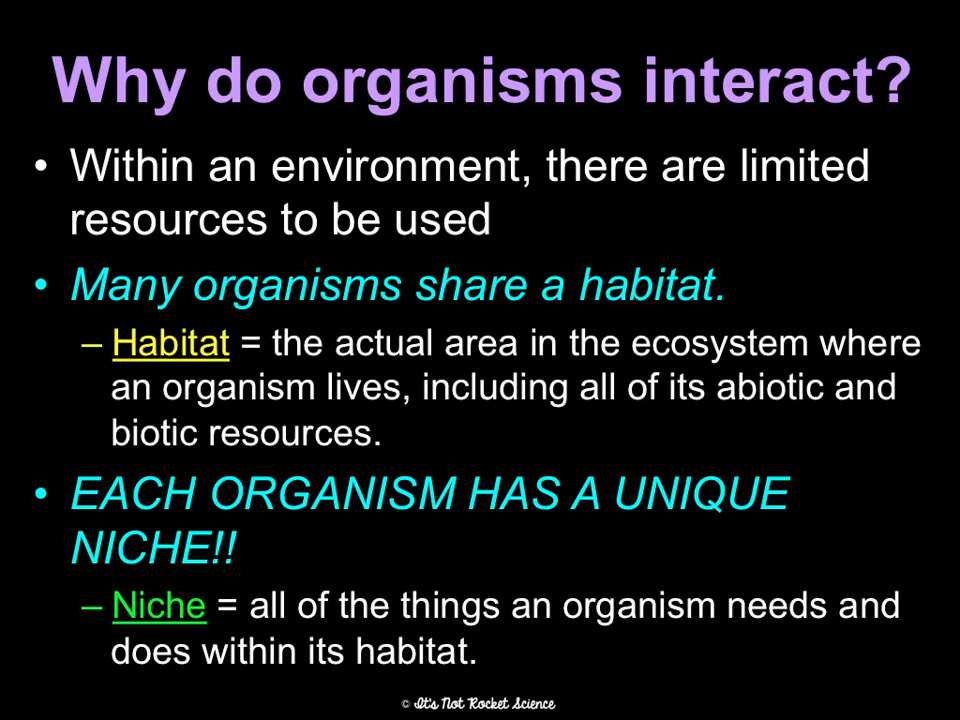 Why do organisms interact?
• Within an environment, there are limited
resources to be used
• Many organisms share a habitat.
– Habitat = the actual area in the ecosystem where
an organism lives, including all of its abiotic and
biotic resources.
• EACH ORGANISM HAS A UNIQUE
NICHE!!
– Niche = all of the things an organism needs and
does within its habitat.
© It's Not Rocket Science